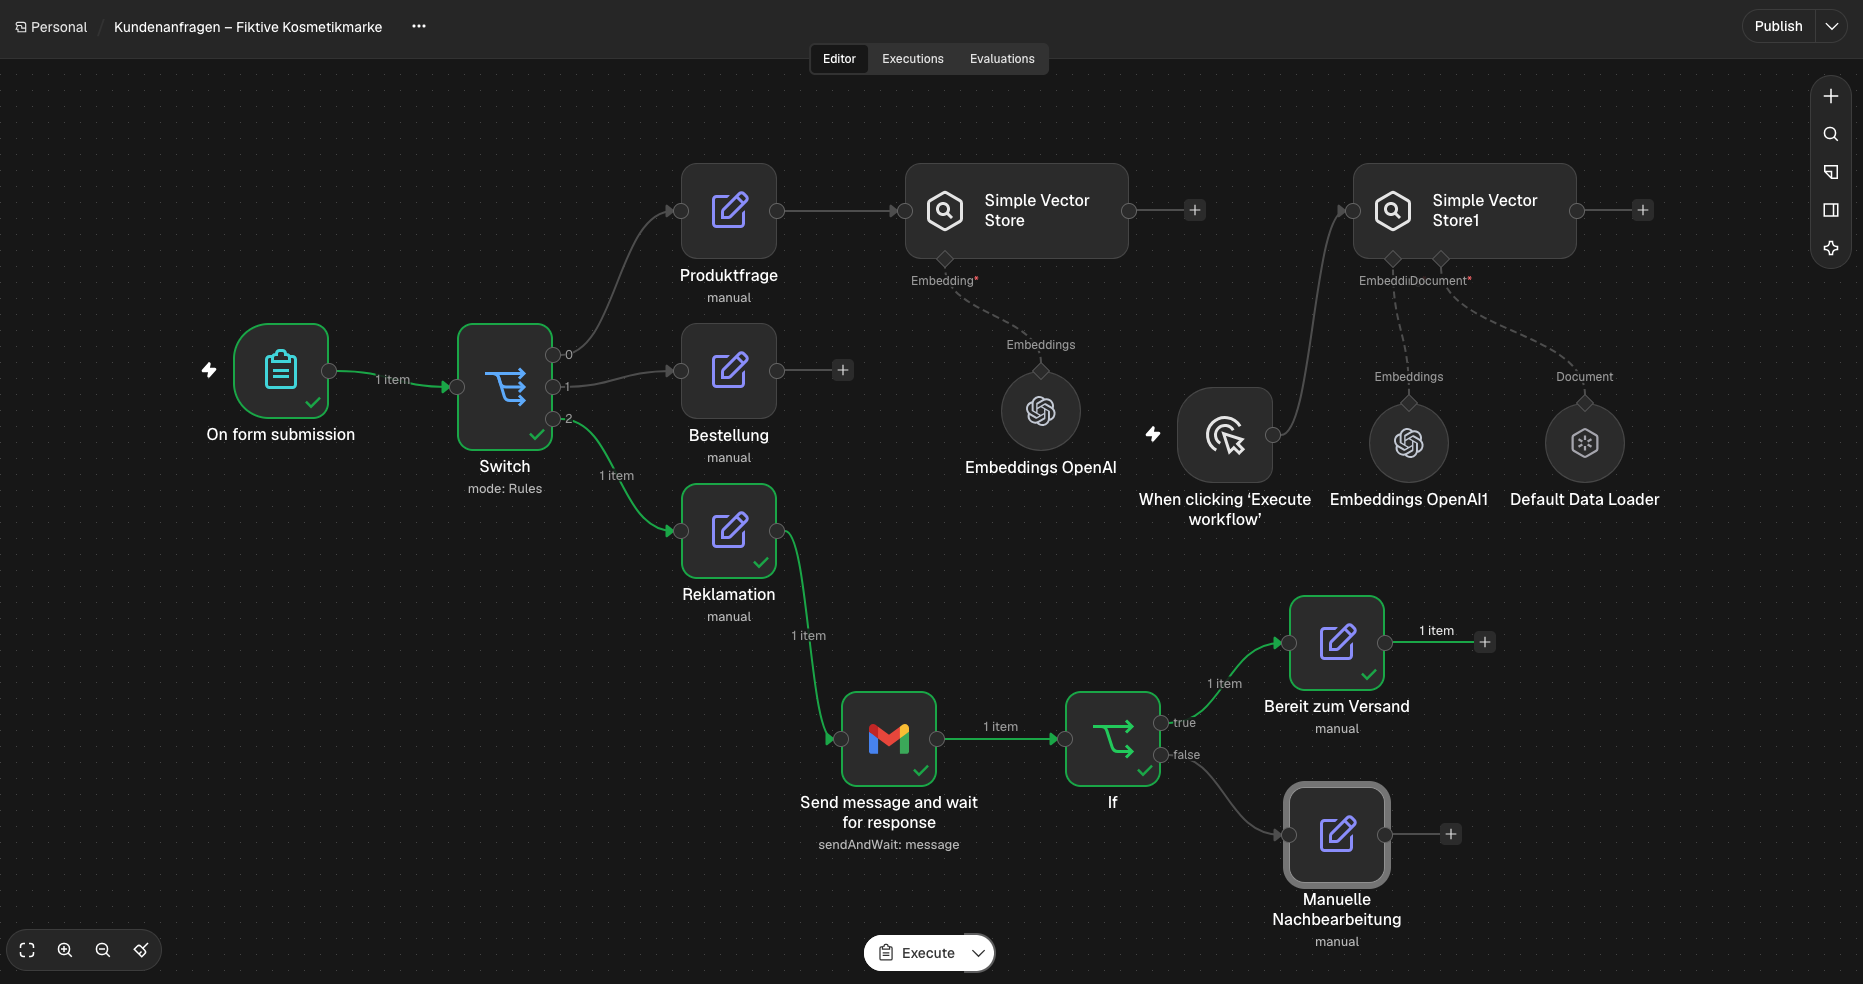 Personal / Kundenanfragen – Fiktive Kosmetikmarke
Publish
Editor Executions Evaluations
Simple Vector
Store
Simple Vector
Store1
Embedding*
Embeddi
Document*
Produktfrage
manual
Embeddings
Embeddings
Document
1 item
0
1
2
On form submission
Bestellung
manual
Switch
mode: Rules
1 item
Embeddings OpenAI
When clicking ‘Execute
workflow’
Embeddings OpenAI1
Default Data Loader
Reklamation
manual
1 item
1 item
1 item
1 item
true
false
Bereit zum Versand
manual
Send message and wait
for response
sendAndWait: message
If
Manuelle
Nachbearbeitung
manual
Execute